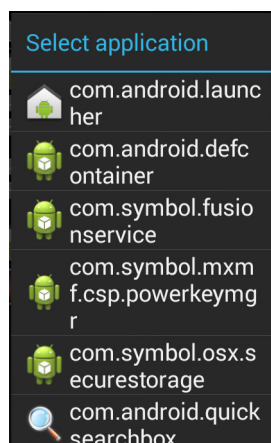 Select application
com.android.launc
her
com.android.defc
ontainer
com.symbol.fusio
nservice
com.symbol.mxm
f.csp.powerkeymg
r
com.symbol.osx.s
ecurestorage
com.android.quick
searchbox